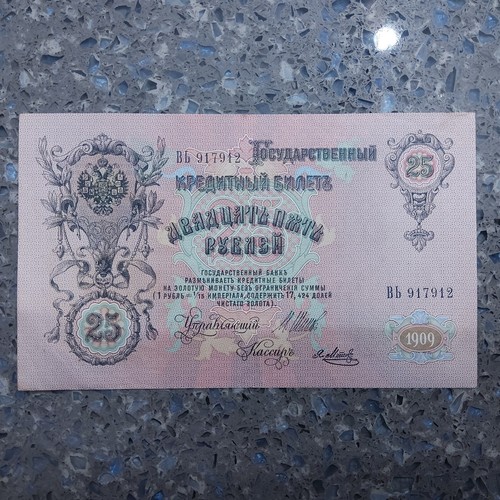 ВЬ 917912 Государственный
25
кредитный билетъ
двадцать пять
рублей
Государственный банкъ
размѣниваетъ кредитные билеты
на золотую монету безъ ограниченія суммы
(1 рубль = 1/15 империала, содержитъ 17,424 долей
чистаго золота).
ВЬ 917912
25
Управляющій
Кассиръ
1909